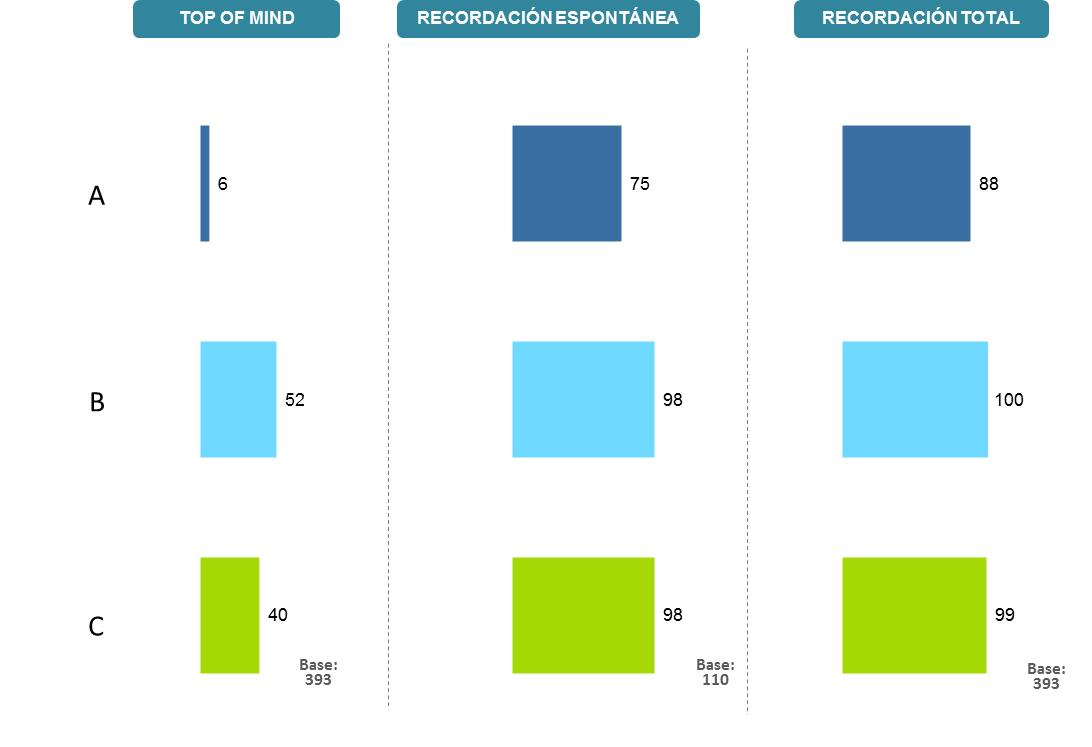 TOP OF MIND
RECORDACIÓN ESPONTÁNEA
RECORDACIÓN TOTAL
A
6
75
88
B
52
98
100
C
40
98
99
Base:
393
Base:
110
Base:
393